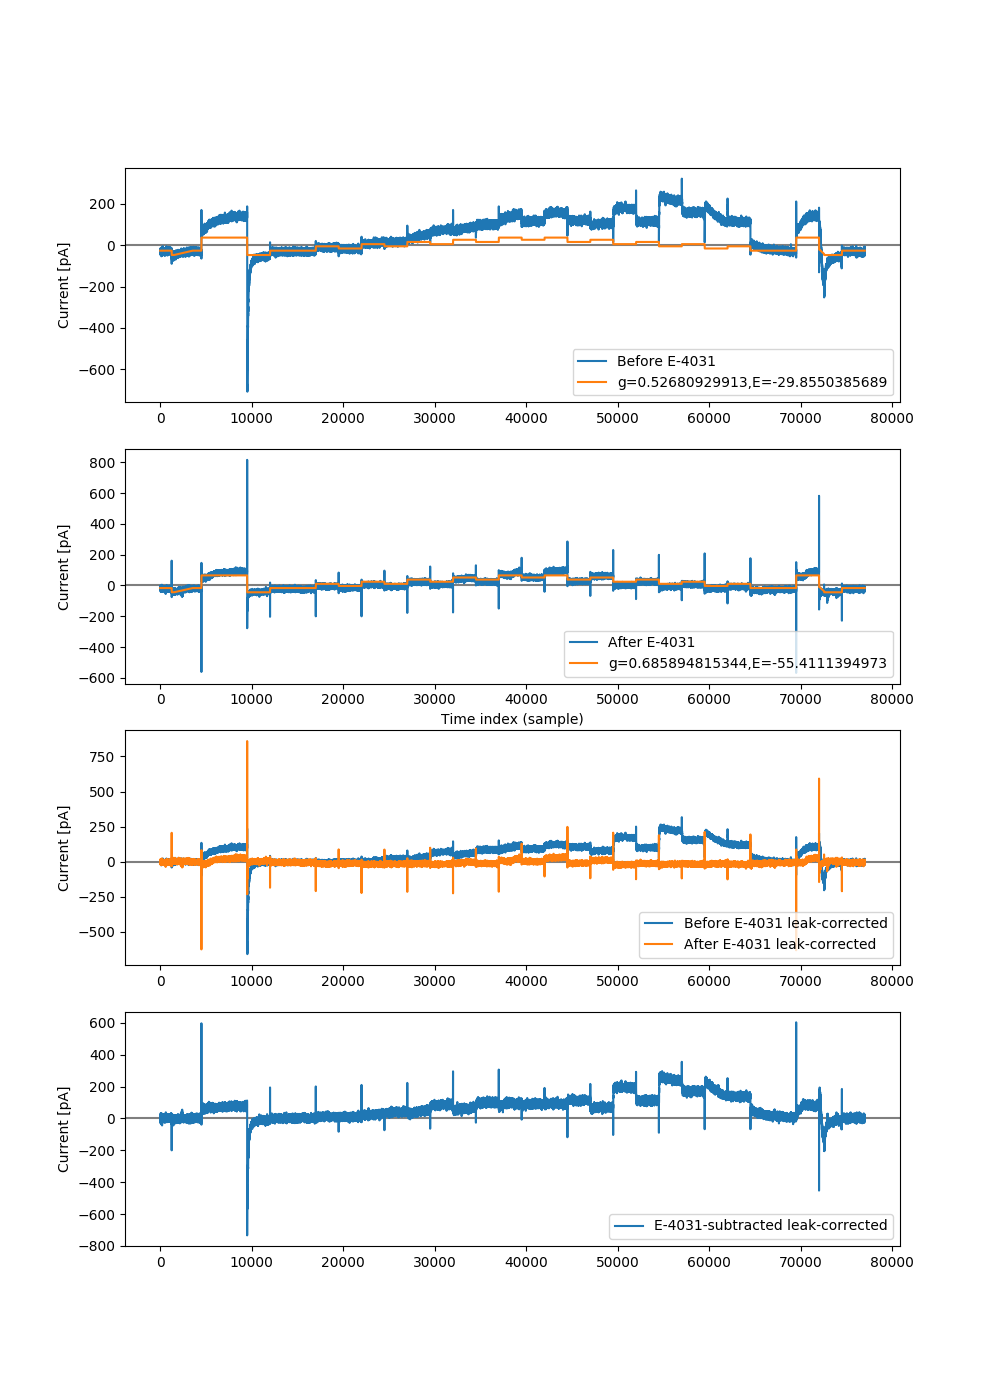 200
0
−200
−400
−600
Current [pA]
Before E-4031
g=0.52680929913,E=-29.8550385689
0 10000 20000 30000 40000 50000 60000 70000 80000
800
600
400
200
0
−200
−400
−600
Current [pA]
After E-4031
g=0.685894815344,E=-55.4111394973
0 10000 20000 30000 40000 50000 60000 70000 80000
Time index (sample)
750
500
250
0
−250
−500
Current [pA]
Before E-4031 leak-corrected
After E-4031 leak-corrected
0 10000 20000 30000 40000 50000 60000 70000 80000
600
400
200
0
−200
−400
−600
−800
Current [pA]
E-4031-subtracted leak-corrected
0 10000 20000 30000 40000 50000 60000 70000 80000